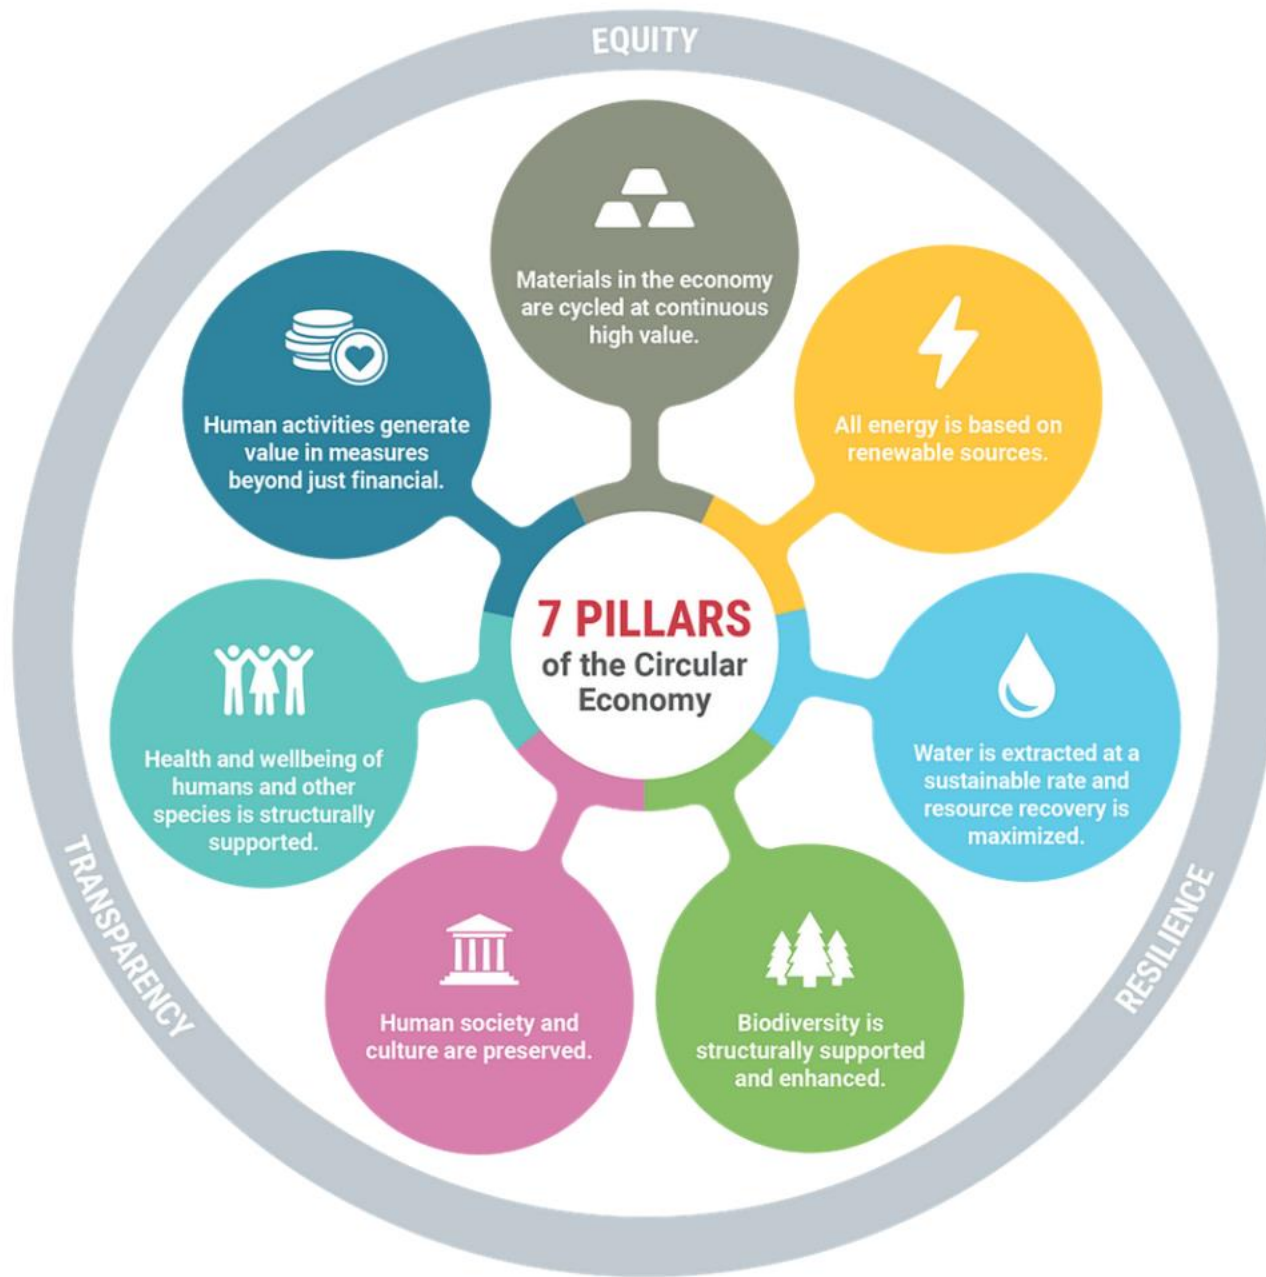 EQUITY
Materials in the economy
are cycled at continuous
high value.
All energy is based on
renewable sources.
Water is extracted at a
sustainable rate and
resource recovery is
maximized.
Biodiversity is
structurally supported
and enhanced.
Human society and
culture are preserved.
Health and wellbeing of
humans and other
species is structurally
supported.
Human activities generate
value in measures
beyond just financial.
7 PILLARS
of the Circular
Economy
RESILIENCE
TRANSPARENCY